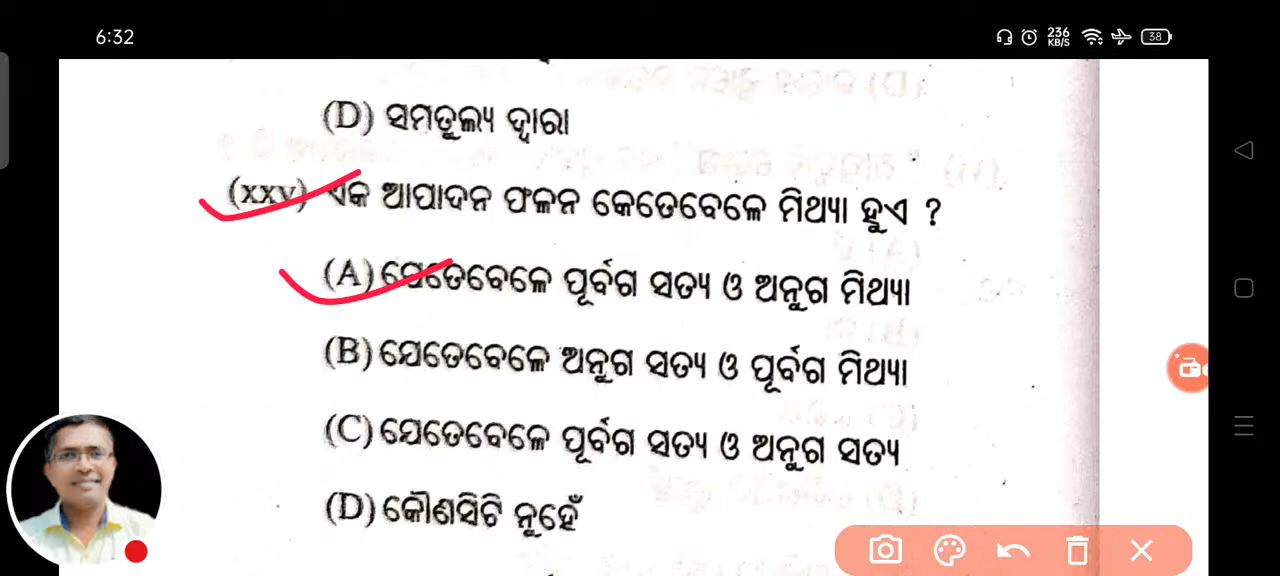 6:32
236
KB/S
38
(D) ସମତୁଲ୍ୟ ଦ୍ୱାରା
(xxv) ଏକ ଆପାଦନ ଫଳନ କେତେବେଳେ ମିଥ୍ୟା ହୁଏ ?
(A) ଯେତେବେଳେ ପୂର୍ବଗ ସତ୍ୟ ଓ ଅନୁଗ ମିଥ୍ୟା
(B) ଯେତେବେଳେ ଅନୁଗ ସତ୍ୟ ଓ ପୂର୍ବଗ ମିଥ୍ୟା
(C) ଯେତେବେଳେ ପୂର୍ବଗ ସତ୍ୟ ଓ ଅନୁଗ ସତ୍ୟ
(D) କୌଣସିଟି ନୁହେଁ